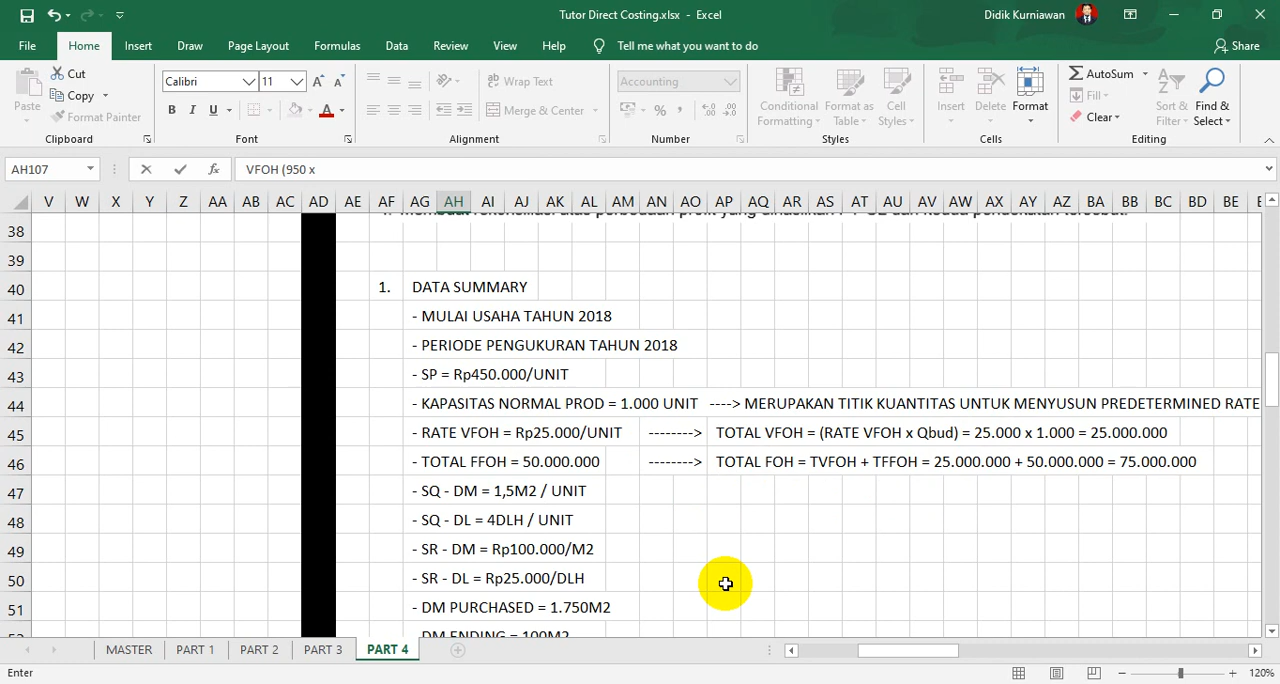 Tutor Direct Costing.xlsx - Excel
Didik Kurniawan
File Home Insert Draw Page Layout Formulas Data Review View Help Tell me what you want to do Share
Paste Cut Copy Format Painter Clipboard
Calibri 11 B I U A Font
Wrap Text Merge & Center Alignment
Accounting % , Number
Conditional Formatting Format as Table Cell Styles Styles
Insert Delete Format Cells
AutoSum Fill Clear Sort & Filter Find & Select Editing
AH107 fx VFOH (950 x
V W X Y Z AA AB AC AD AE AF AG AH AI AJ AK AL AM AN AO AP AQ AR AS AT AU AV AW AX AY AZ BA BB BC BD BE
38
39
40 1. DATA SUMMARY
41 - MULAI USAHA TAHUN 2018
42 - PERIODE PENGUKURAN TAHUN 2018
43 - SP = Rp450.000/UNIT
44 - KAPASITAS NORMAL PROD = 1.000 UNIT ----> MERUPAKAN TITIK KUANTITAS UNTUK MENYUSUN PREDETERMINED RATE
45 - RATE VFOH = Rp25.000/UNIT --------> TOTAL VFOH = (RATE VFOH x Qbud) = 25.000 x 1.000 = 25.000.000
46 - TOTAL FFOH = 50.000.000 --------> TOTAL FOH = TVFOH + TFFOH = 25.000.000 + 50.000.000 = 75.000.000
47 - SQ - DM = 1,5M2 / UNIT
48 - SQ - DL = 4DLH / UNIT
49 - SR - DM = Rp100.000/M2
50 - SR - DL = Rp25.000/DLH
51 - DM PURCHASED = 1.750M2
52 - DM ENDING = 100M2
MASTER PART 1 PART 2 PART 3 PART 4
Enter 120%